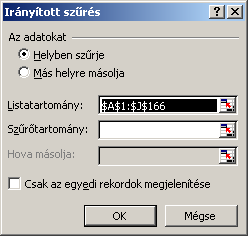 Irányított szűrés
Az adatokat
Helyben szűrje
Más helyre másolja
Listatartomány: $A$1:$J$166
Szűrőtartomány:
Hova másolja:
Csak az egyedi rekordok megjelenítése
OK Mégse